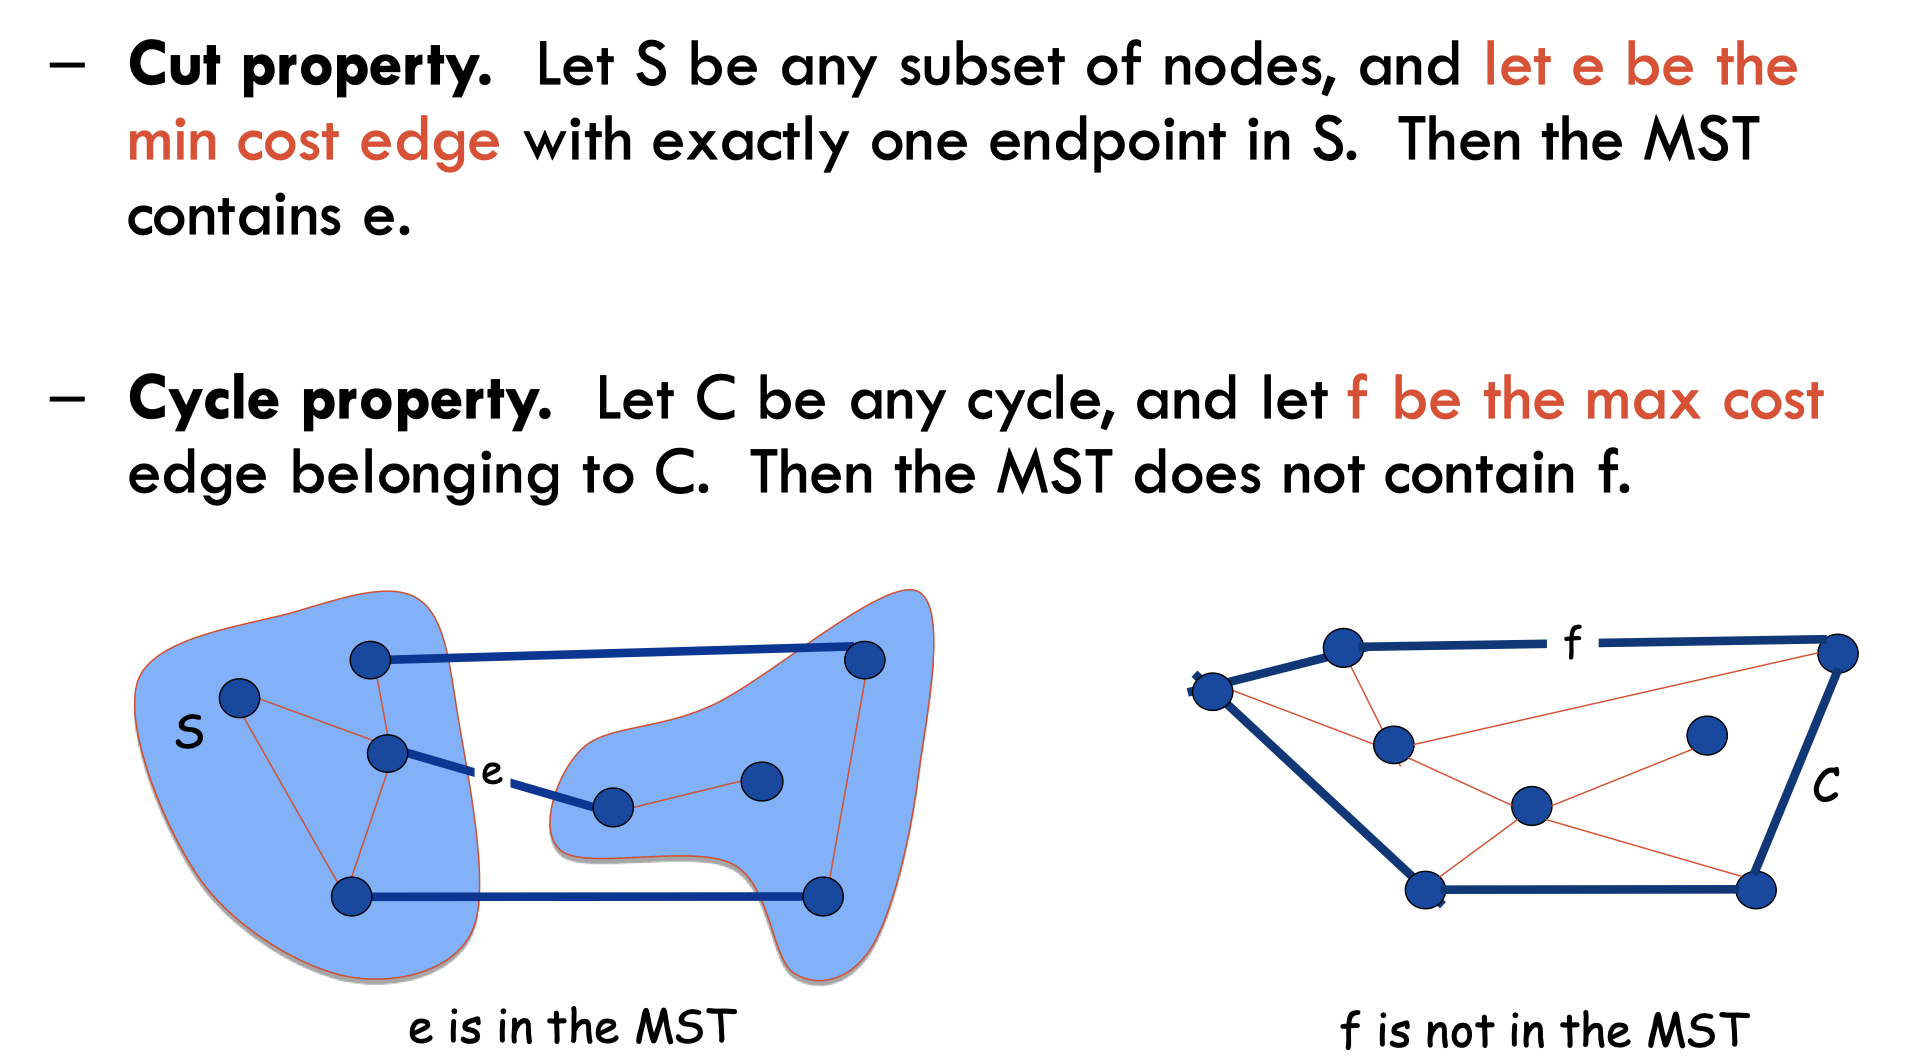 – Cut property. Let S be any subset of nodes, and let e be the
min cost edge with exactly one endpoint in S. Then the MST
contains e.
– Cycle property. Let C be any cycle, and let f be the max cost
edge belonging to C. Then the MST does not contain f.
S
e
f
C
e is in the MST
f is not in the MST